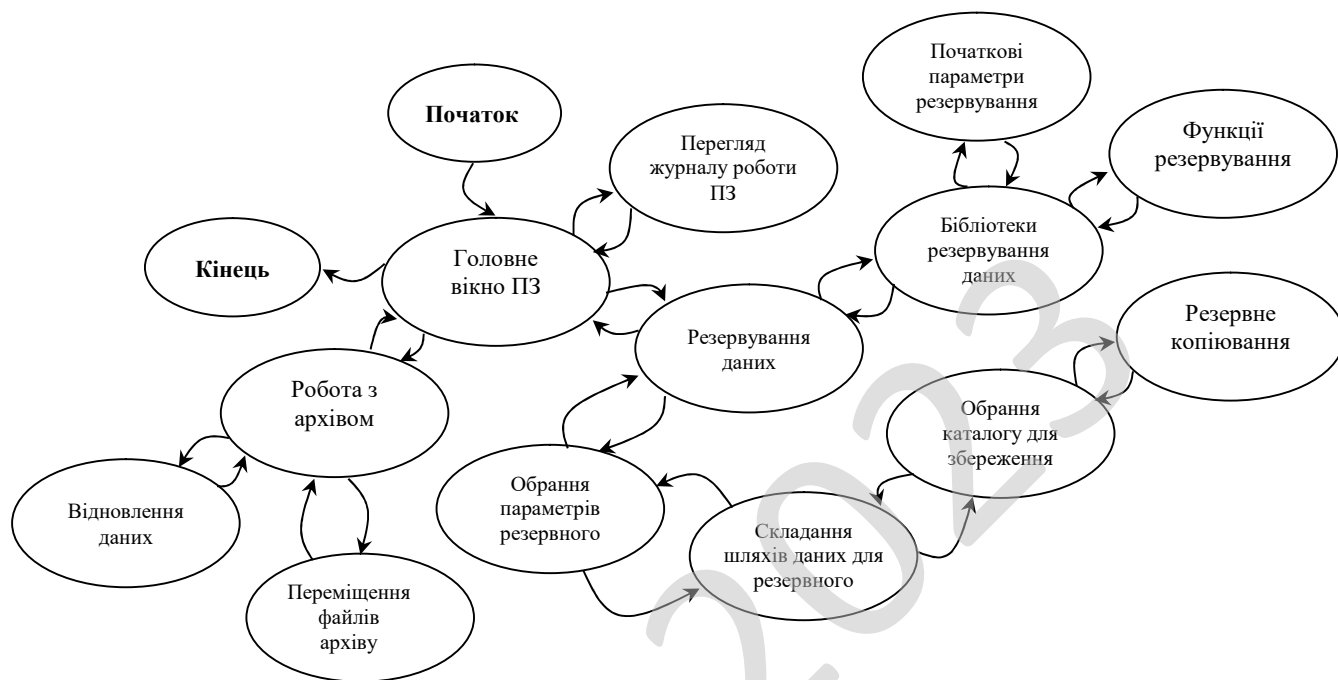 Початкові
параметри
резервування
Початок
Перегляд
журналу роботи
ПЗ
Функції
резервування
Бібліотеки
резервування
даних
Кінець
Головне
вікно ПЗ
Резервування
даних
Резервне
копіювання
Робота з
архівом
Обрання
каталогу для
збереження
Відновлення
даних
Обрання
параметрів
резервного
Складання
шляхів даних для
резервного
Переміщення
файлів
архіву
2023